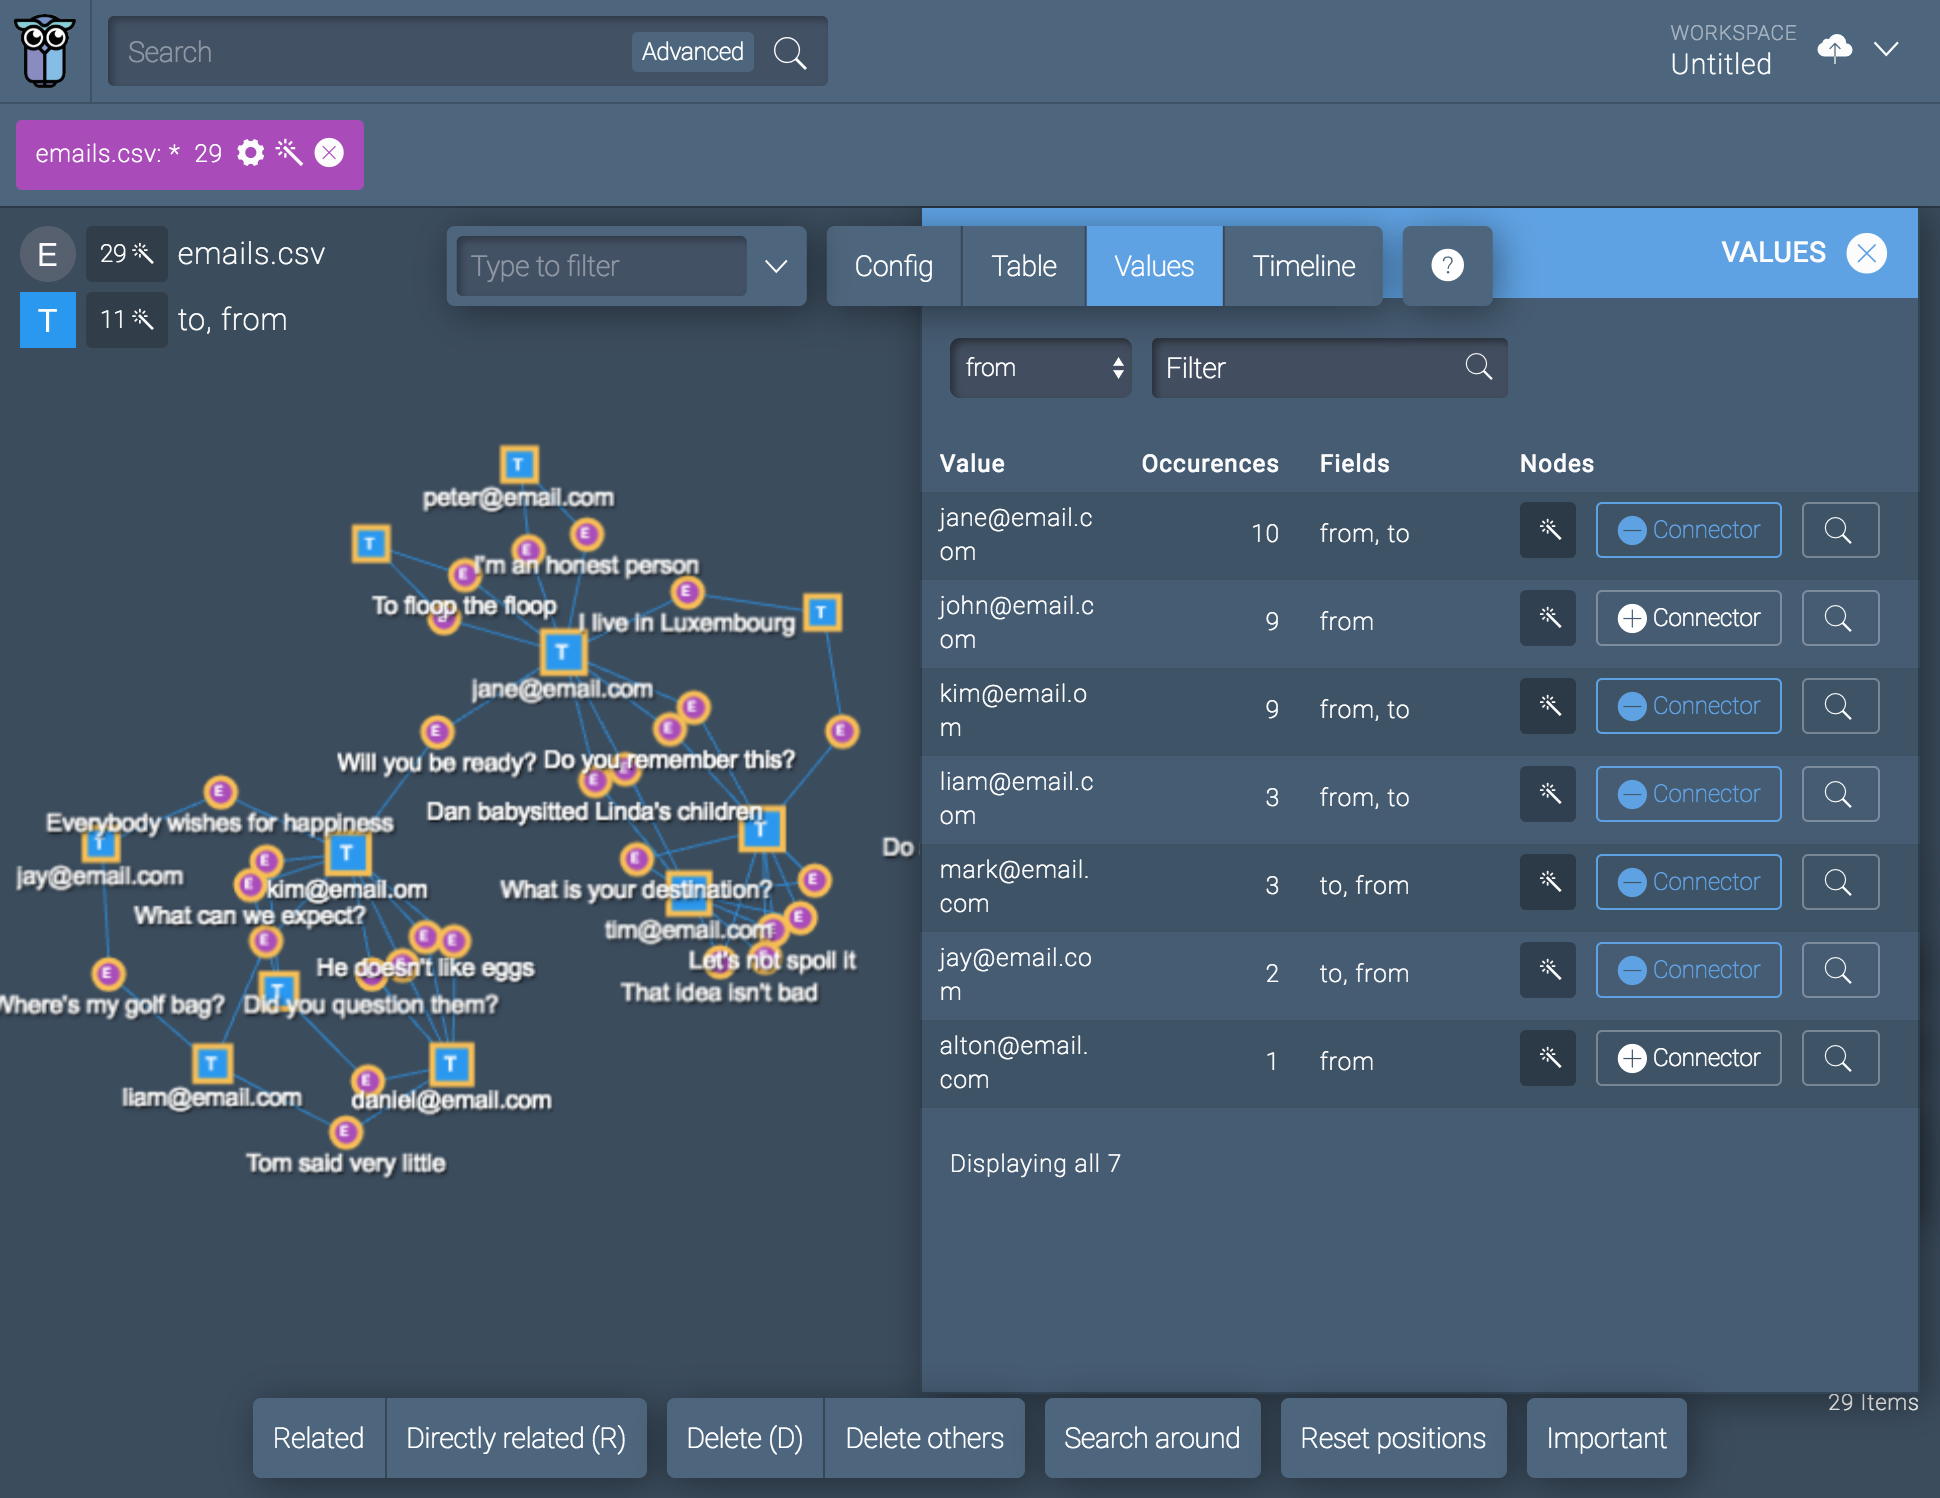 Search
Advanced
WORKSPACE
Untitled
emails.csv: * 29
E 29 emails.csv
T 11 to, from
Type to filter
Config
Table
Values
Timeline
?
VALUES
from
Filter
Value Occurences Fields Nodes
jane@email.c
om
10 from, to Connector
john@email.c
om
9 from Connector
kim@email.o
m
9 from, to Connector
liam@email.c
om
3 from, to Connector
mark@email.
com
3 to, from Connector
jay@email.co
m
2 to, from Connector
alton@email.
com
1 from Connector
Displaying all 7
peter@email.com
I'm an honest person
To floop the floop
I live in Luxembourg
jane@email.com
Will you be ready?
Do you remember this?
Dan babysitted Linda's children
Everybody wishes for happiness
Do
jay@email.com
kim@email.om
What is your destination?
What can we expect?
tim@email.com
Let's not spoil it
He doesn't like eggs
That idea isn't bad
Where's my golf bag?
Did you question them?
liam@email.com
daniel@email.com
Tom said very little
29 Items
Related
Directly related (R)
Delete (D)
Delete others
Search around
Reset positions
Important